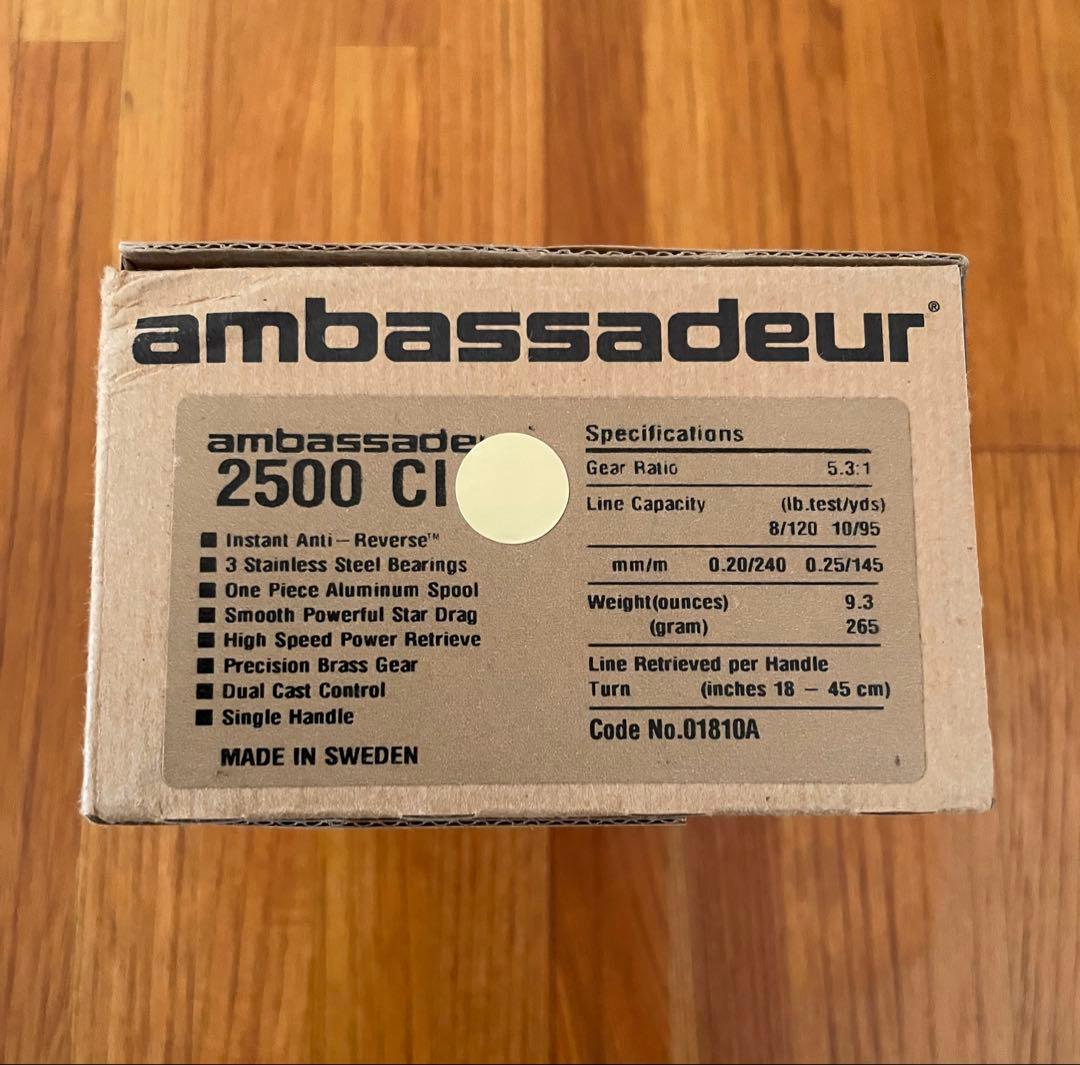 ambassadeur®
ambassade
2500 CI
■ Instant Anti – Reverse™
■ 3 Stainless Steel Bearings
■ One Piece Aluminum Spool
■ Smooth Powerful Star Drag
■ High Speed Power Retrieve
■ Precision Brass Gear
■ Dual Cast Control
■ Single Handle
MADE IN SWEDEN
Specifications
Gear Ratio 5.3:1
Line Capacity (lb.test/yds)
8/120 10/95
mm/m 0.20/240 0.25/145
Weight(ounces) 9.3
(gram) 265
Line Retrieved per Handle
Turn (inches 18 – 45 cm)
Code No.01810A